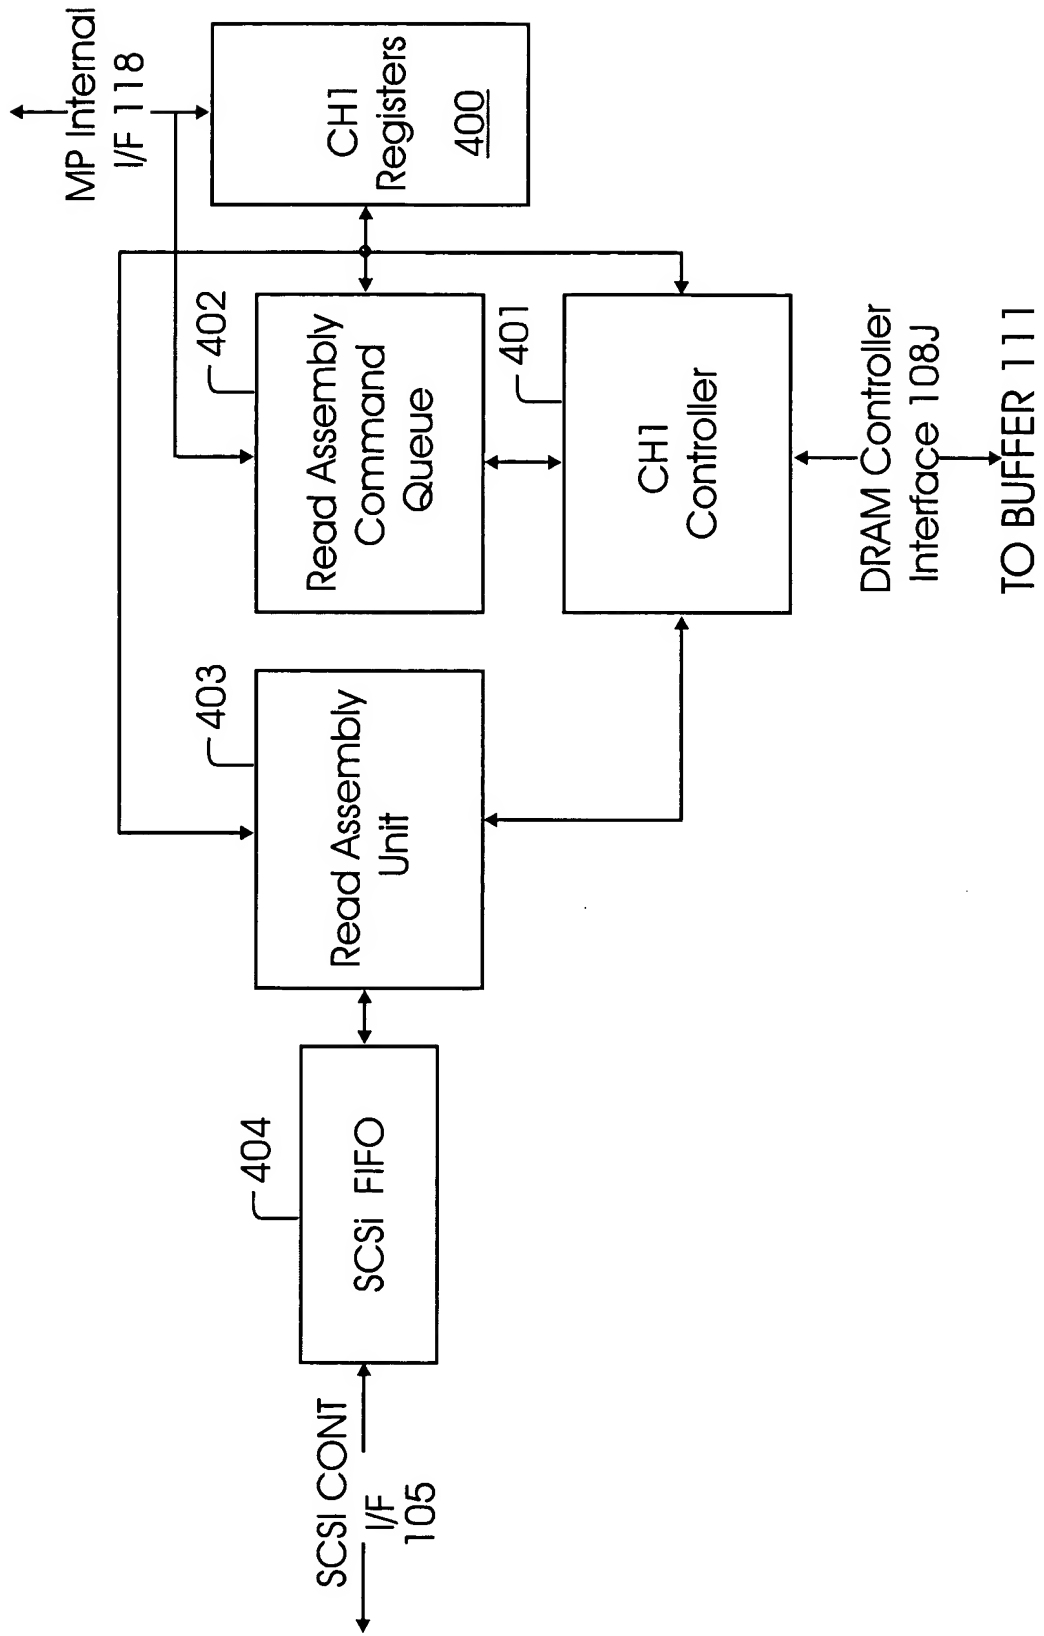 SCSI CONT
I/F
105
404
SCSi FIFO
403
Read Assembly
Unit
402
Read Assembly
Command
Queue
MP Internal
I/F 118
CH1
Registers
400
401
CH1
Controller
DRAM Controller
Interface 108J
TO BUFFER 111